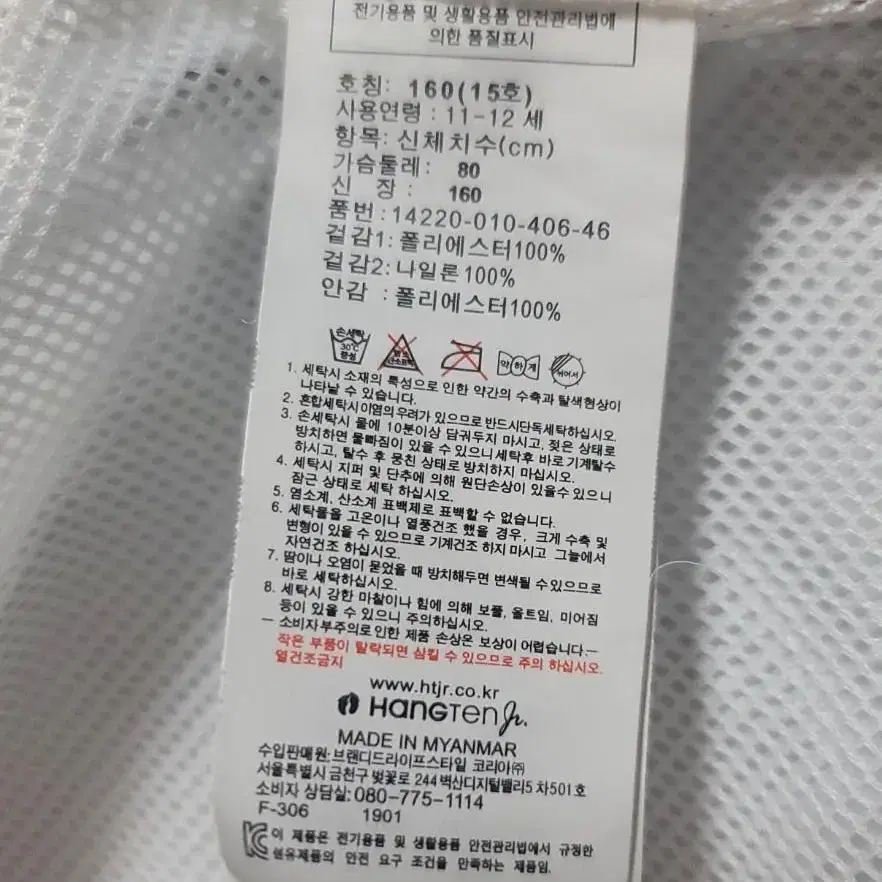 전기용품 및 생활용품 안전관리법에
의한 품질표시
호칭: 160(15호)
사용연령 : 11-12 세
항목: 신체치수(cm)
가슴둘레: 80
신 장 : 160
품번 : 14220-010-406-46
겉감1: 폴리에스터100%
겉감2: 나일론100%
안감 : 폴리에스터100%
손세탁
30℃
중성
약하게
뉘어서
1. 세탁시 소재의 특성으로 인한 약간의 수축과 탈색현상이
나타날 수 있습니다.
2. 혼합세탁시 이염의 우려가 있으므로 반드시단독세탁하십시오.
3. 손세탁시 물에 10분이상 담궈두지 마시고, 젖은 상태로
방치하면 물빠짐이 있을 수 있으니세탁후 바로 기계탈수
하시고, 탈수 후 뭉친 상태로 방치하지 마십시오.
4. 세탁시 지퍼 및 단추에 의해 원단손상이 있을수 있으니
잠근 상태로 세탁 하십시오.
5. 염소계, 산소계 표백제로 표백할 수 없습니다.
6. 세탁물을 고온이나 열풍건조 했을 경우, 크게 수축 및
변형이 있을 수 있으므로 기계건조 하지 마시고 그늘에서
자연건조 하십시오.
7. 땀이나 오염이 묻었을 때 방치해두면 변색될 수있으므로
바로 세탁하십시오.
8. 세탁시 강한 마찰이나 힘에 의해 보풀, 올트임, 미어짐
등이 있을 수 있으니 주의하십시오.
— 소비자 부주의로 인한 제품 손상은 보상이 어렵습니다.—
작은 부품이 탈락되면 삼킬 수 있으므로 주의 하십시오.
열건조금지
www.htjr.co.kr
HANGTEN Jr.
MADE IN MYANMAR
수입판매원: 브랜디드라이프스타일 코리아㈜
서울특별시 금천구 벚꽃로 244 벽산디지털밸리5 차501호
소비자 상담실: 080-775-1114
F-306 1901
이 제품은 전기용품 및 생활용품 안전관리법에서 규정한
섬유제품의 안전 요구 조건을 만족하는 제품임.